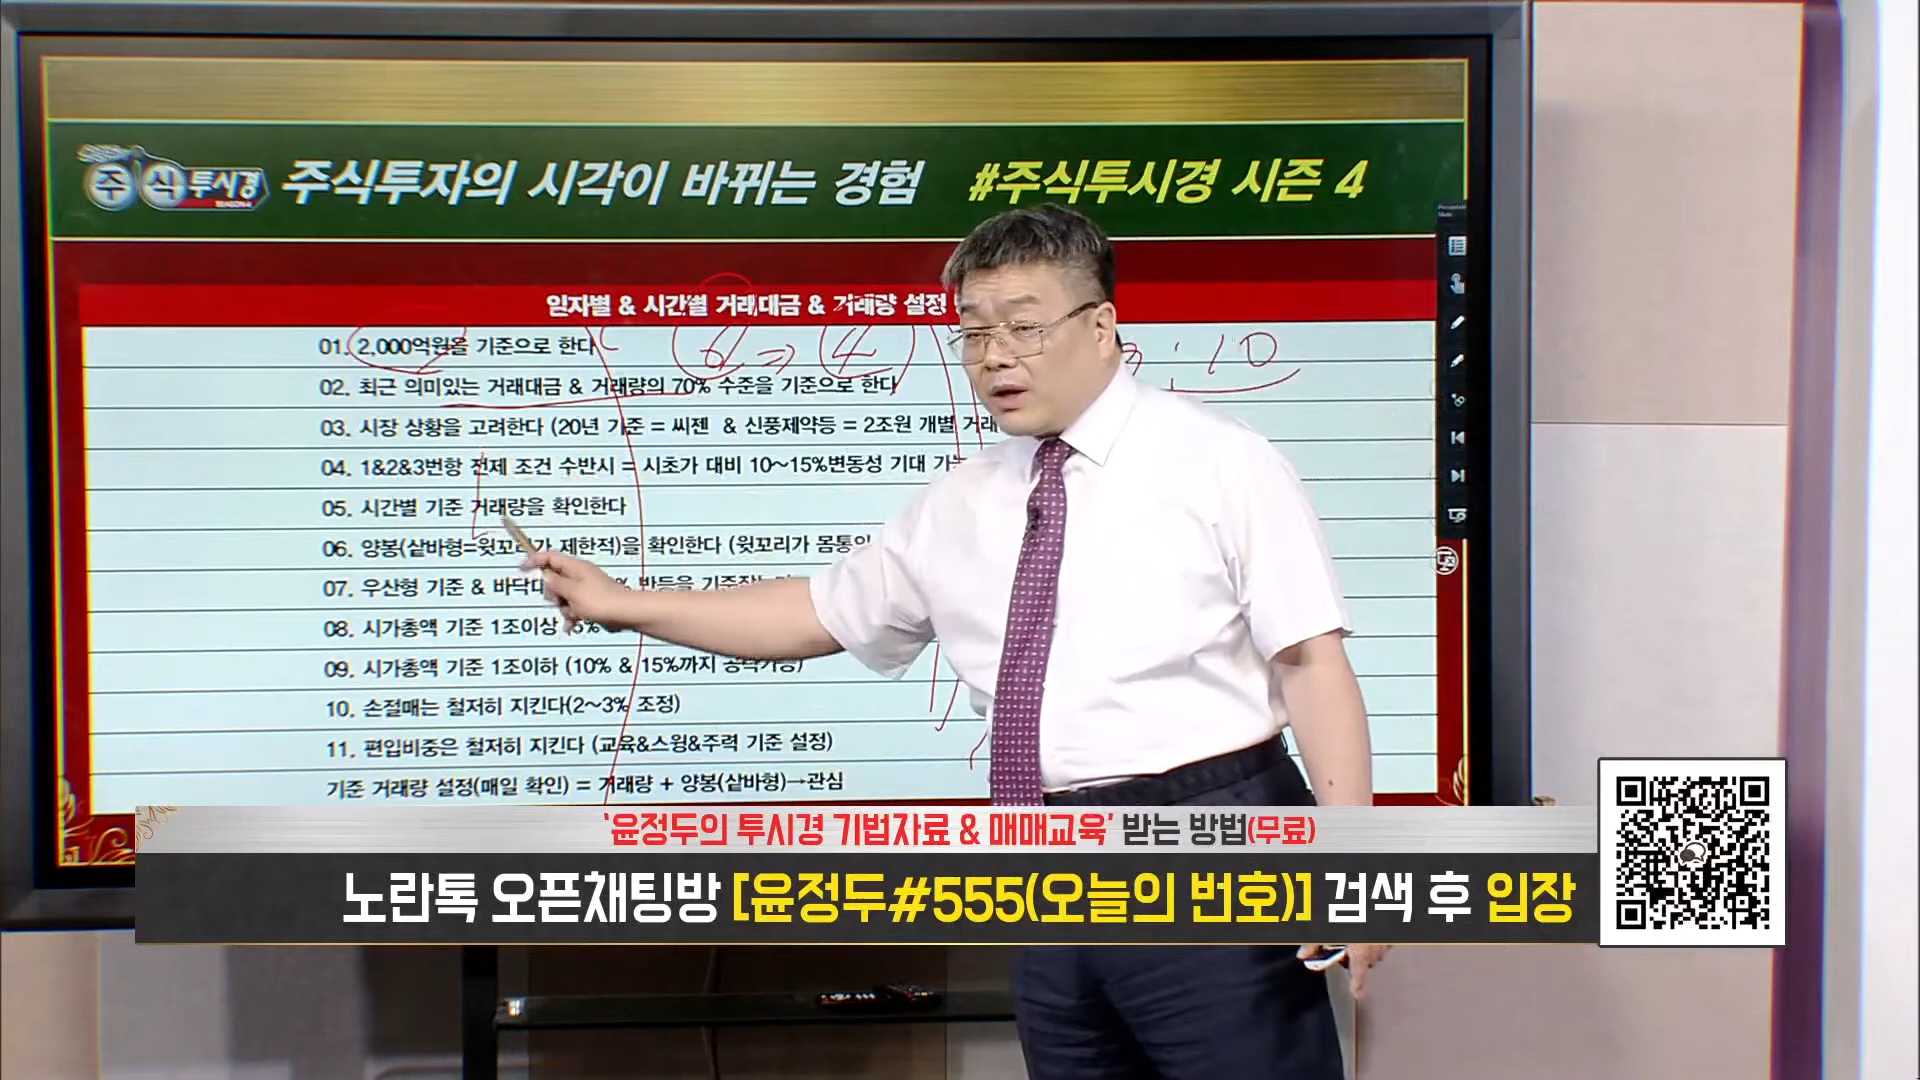 주식투시경 주식투자의 시각이 바뀌는 경험 #주식투시경 시즌 4
일자별 & 시간별 거래대금 & 거래량 설정
01. 2,000억원을 기준으로 한다
6 ⇒ 4
: 10
02. 최근 의미있는 거래대금 & 거래량의 70% 수준을 기준으로 한다
03. 시장 상황을 고려한다 (20년 기준 = 씨젠 & 신풍제약등 = 2조원 개별 거래
04. 1&2&3번항 전제 조건 수반시 = 시초가 대비 10~15%변동성 기대 가능
05. 시간별 기준 거래량을 확인한다
06. 양봉(샅바형=윗꼬리가 제한적)을 확인한다 (윗꼬리가 몸통의
07. 우산형 기준 & 바닥대 % 반등을 기준
08. 시가총액 기준 1조이상 (5%
09. 시가총액 기준 1조이하 (10% & 15%까지 공략가능)
10. 손절매는 철저히 지킨다(2~3% 조정)
11. 편입비중은 철저히 지킨다 (교육&스윙&주력 기준 설정)
기준 거래량 설정(매일 확인) = 거래량 + 양봉(샅바형)→관심
'윤정두의 투시경 기법자료 & 매매교육' 받는 방법(무료)
노란톡 오픈채팅방 [윤정두#555(오늘의 번호)] 검색 후 입장